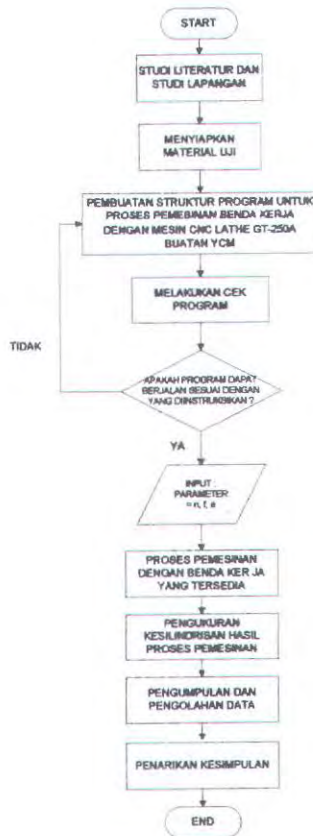 START
STUDI LITERATUR DAN
STUDI LAPANGAN
MENYIAPKAN
MATERIAL UJI
PEMBUATAN STRUKTUR PROGRAM UNTUK
PROSES PEMEBINAN BENDA KERJA
DENGAN MESIN CNC LATHE GT-250A
BUATAN YCM
MELAKUKAN CEK
PROGRAM
TIDAK
APAKAH PROGRAM DAPAT
BERJALAN SESUAI DENGAN
YANG DIINSTRUKSIKAN ?
YA
INPUT :
PARAMETER
= n, f, a
PROSES PEMESINAN
DENGAN BENDA KERJA
YANG TERSEDIA
PENGUKURAN
KESILINDRISAN HASIL
PROSES PEMESINAN
PENGUMPULAN DAN
PENGOLAHAN DATA
PENARIKAN KESIMPULAN
END